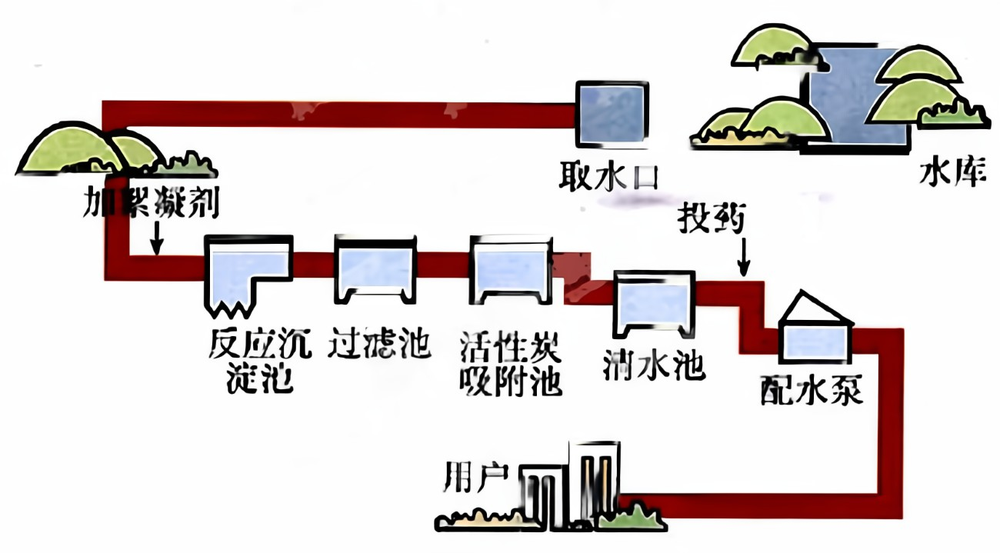 水库
取水口
加絮凝剂
投药
反应沉
淀池
过滤池
活性炭
吸附池
清水池
配水泵
用户